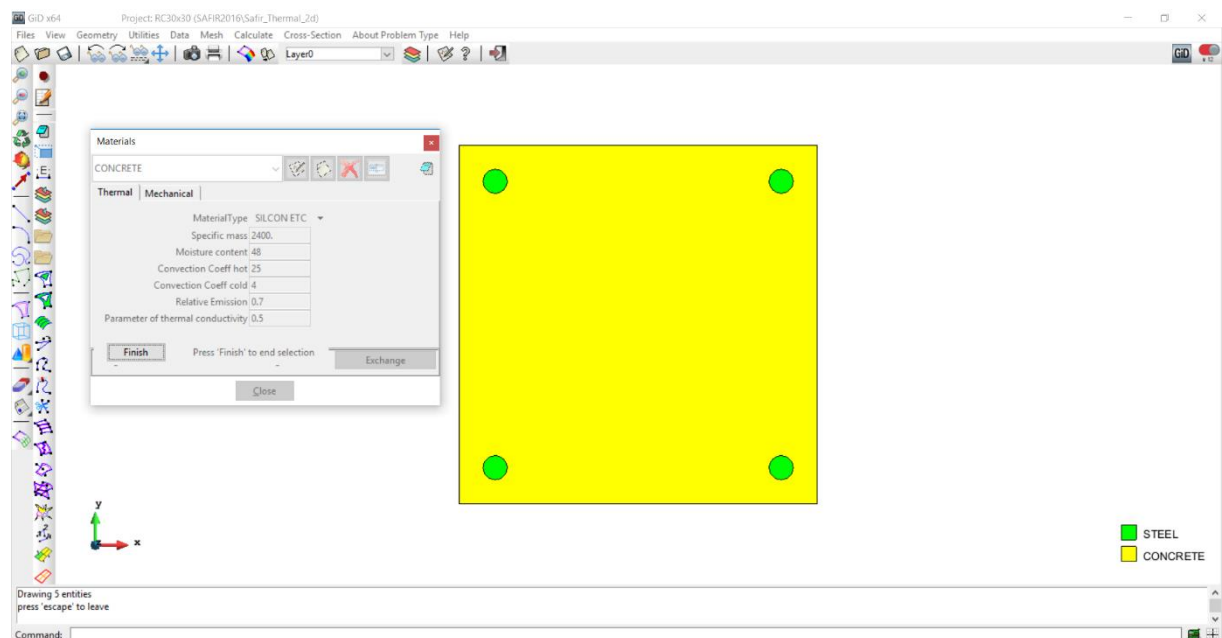 GiD x64 Project: RC30x30 (SAFIR2016\Safir_Thermal_2d)
Files View Geometry Utilities Data Mesh Calculate Cross-Section About Problem Type Help
Layer0
GiD
Materials
CONCRETE
Thermal Mechanical
MaterialType SILCON ETC
Specific mass 2400.
Moisture content 48
Convection Coeff hot 25
Convection Coeff cold 4
Relative Emission 0.7
Parameter of thermal conductivity 0.5
Finish Press 'Finish' to end selection
Exchange
Close
y
x
STEEL
CONCRETE
Drawing 5 entities
press 'escape' to leave
Command: